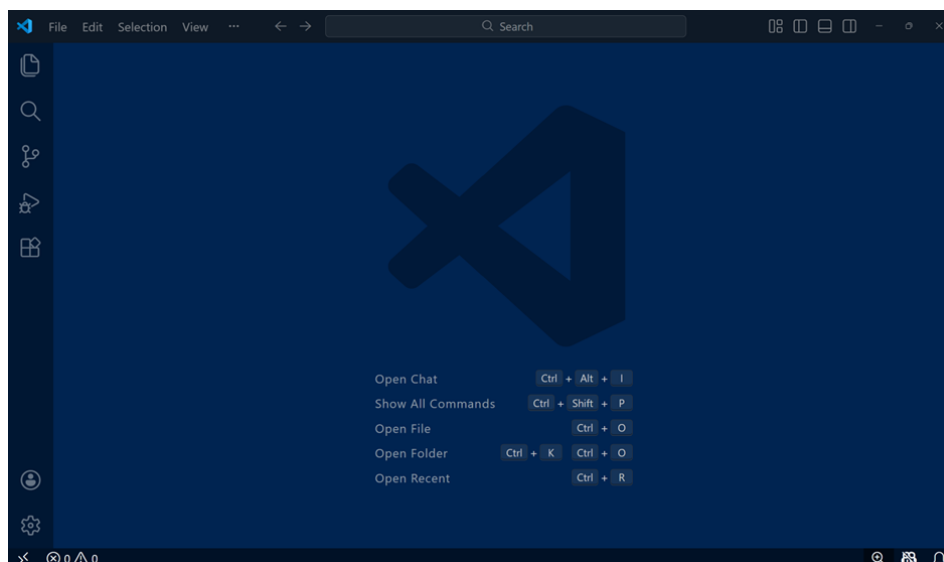 File Edit Selection View ... Search
Open Chat Ctrl + Alt + I
Show All Commands Ctrl + Shift + P
Open File Ctrl + O
Open Folder Ctrl + K Ctrl + O
Open Recent Ctrl + R
0 0